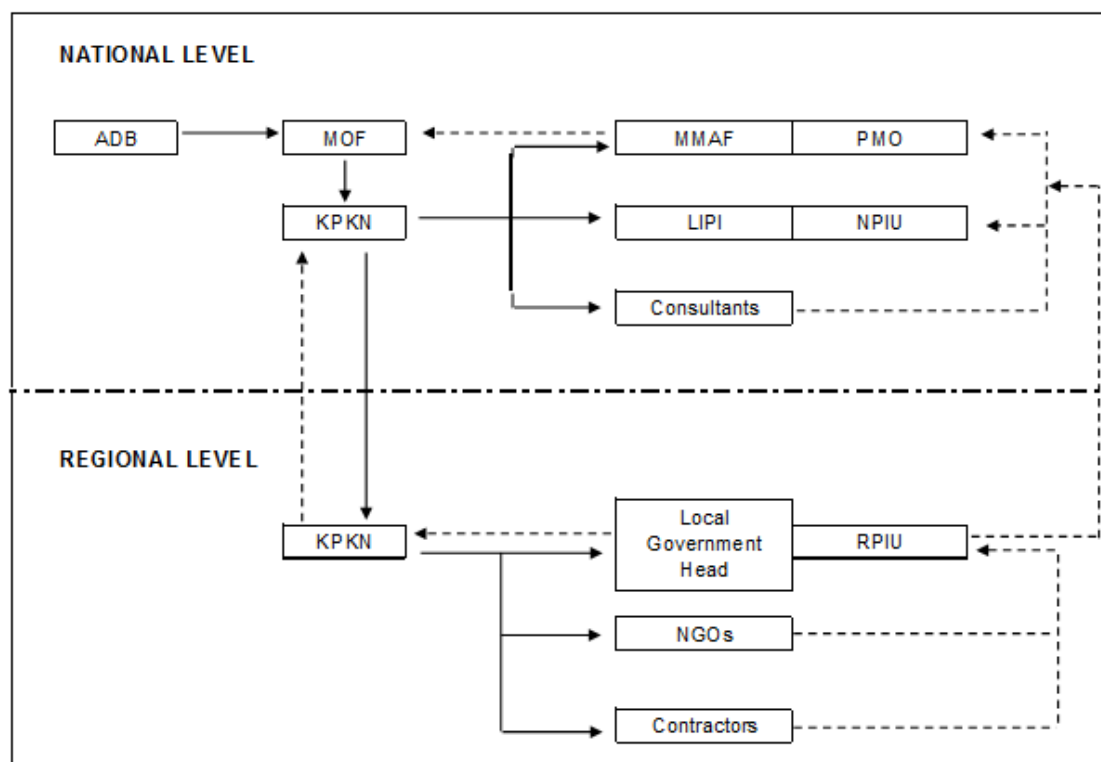 NATIONAL LEVEL
ADB
MOF
MMAF
PMO
KPKN
LIPI
NPIU
Consultants
REGIONAL LEVEL
KPKN
Local
Government
Head
RPIU
NGOs
Contractors